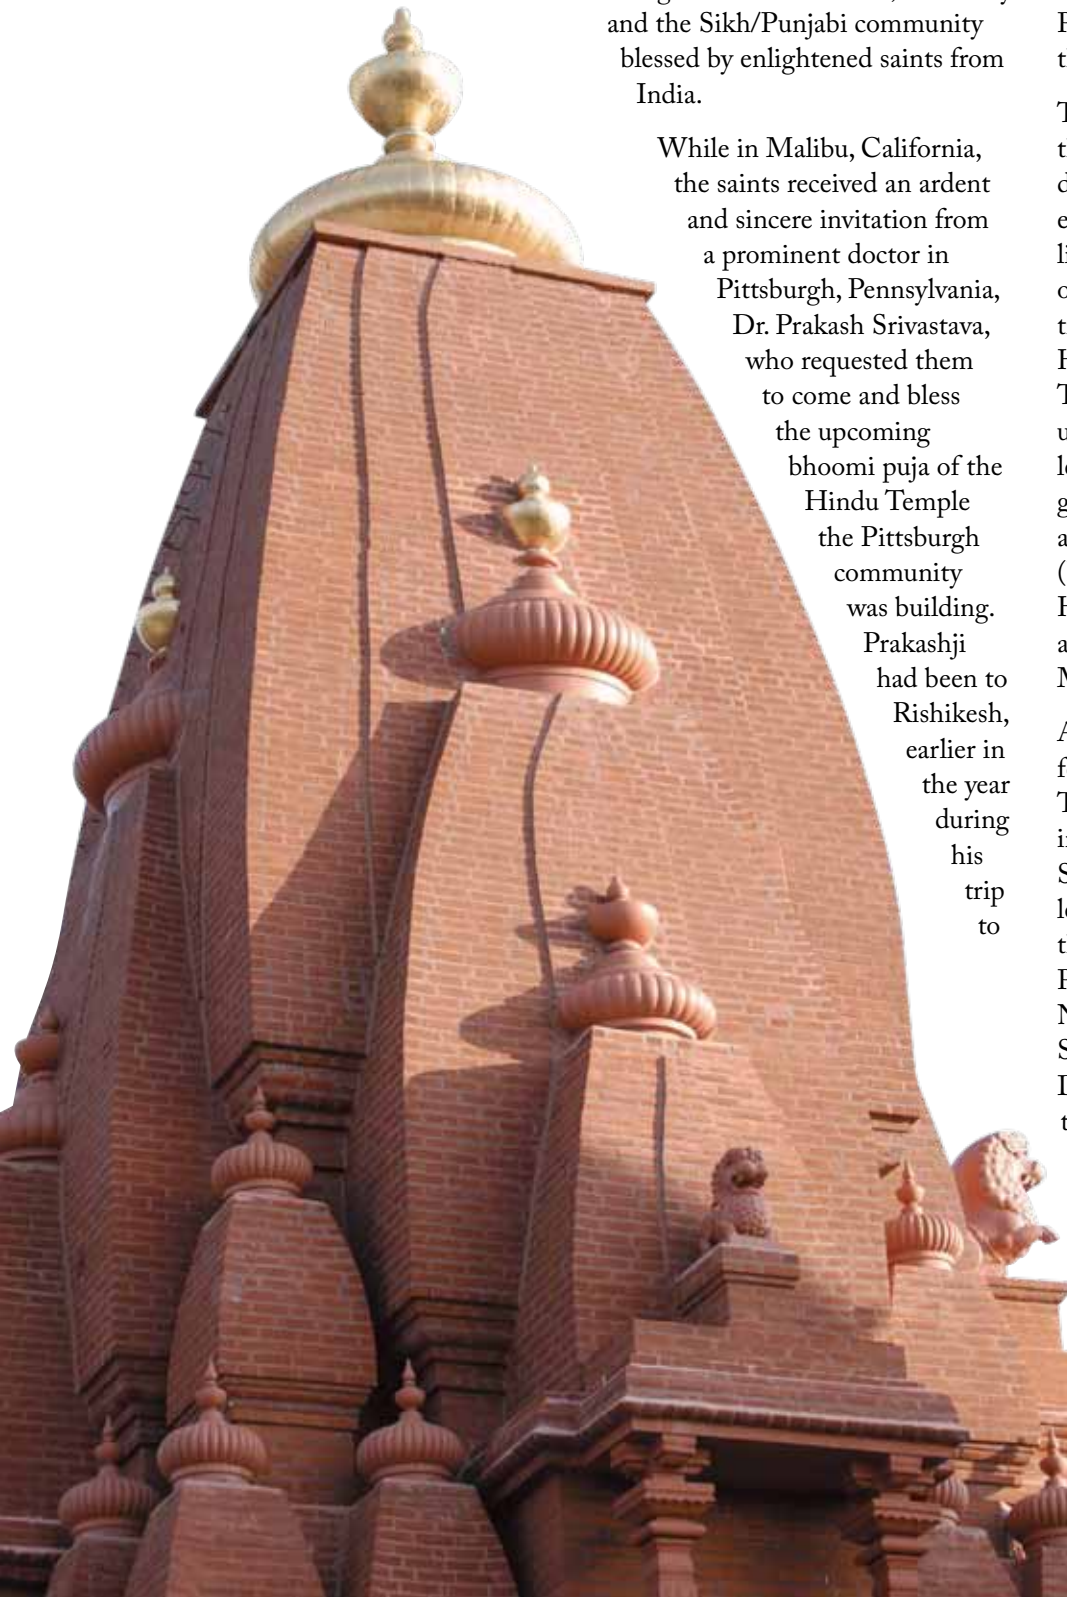 and the Sikh/Punjabi community
blessed by enlightened saints from
India.
While in Malibu, California,
the saints received an ardent
and sincere invitation from
a prominent doctor in
Pittsburgh, Pennsylvania,
Dr. Prakash Srivastava,
who requested them
to come and bless
the upcoming
bhoomi puja of the
Hindu Temple
the Pittsburgh
community
was building.
Prakashji
had been to
Rishikesh,
earlier in
the year
during
his
trip
to